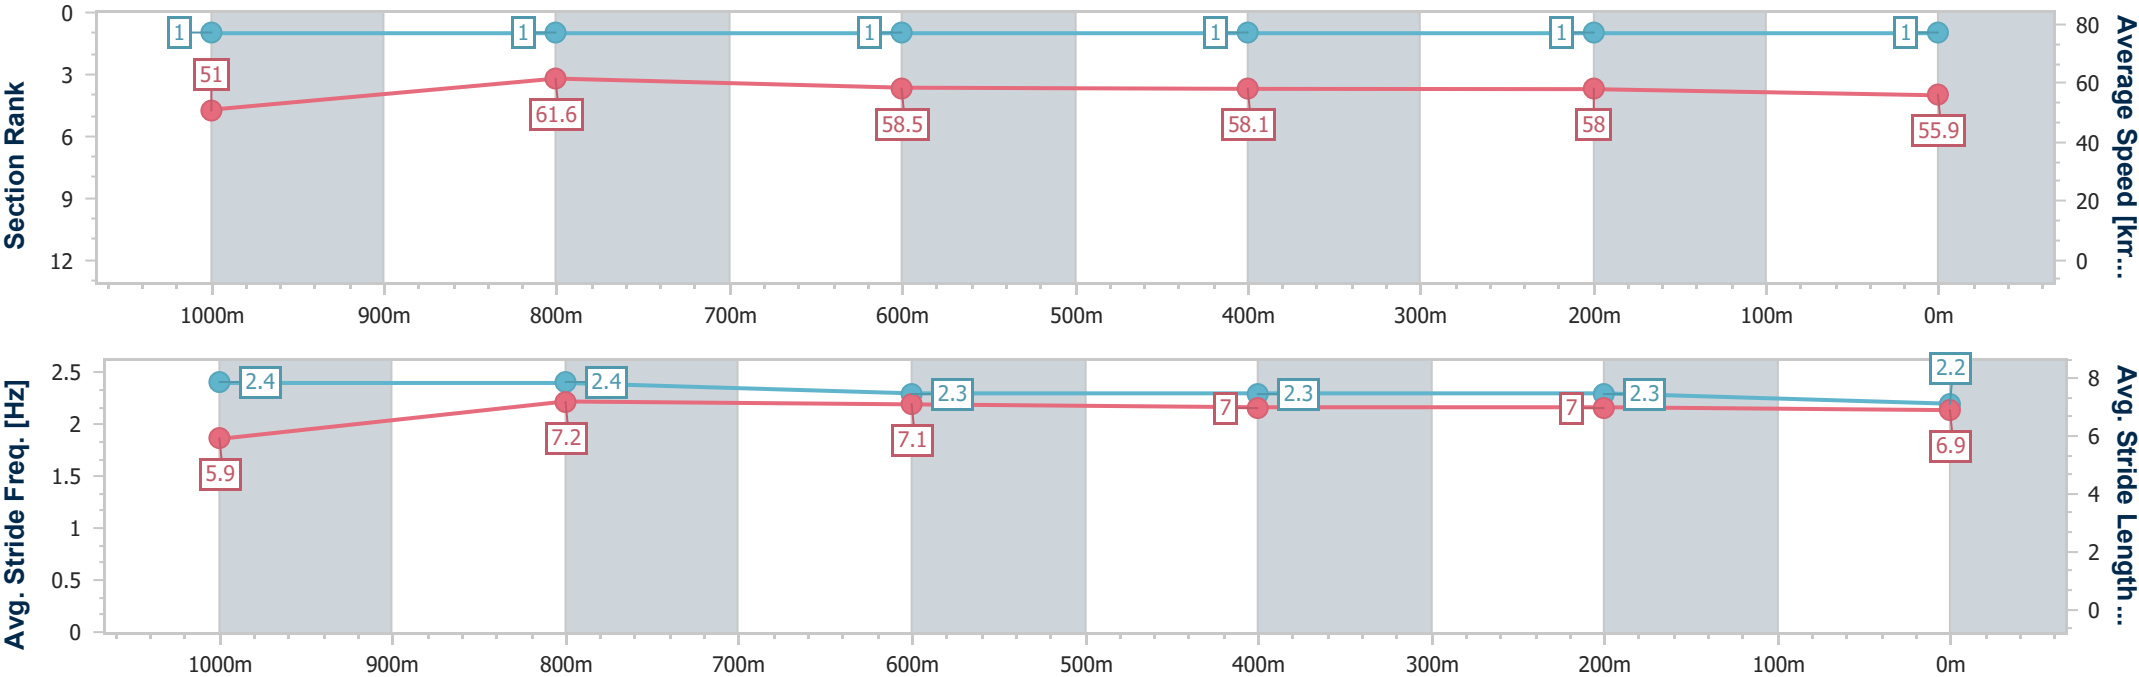 Section Rank
0
3
6
9
12
1 1 1 1 1 1
51 61.6 58.5 58.1 58 55.9
80
60
40
20
0
Average Speed [km...
1000m 900m 800m 700m 600m 500m 400m 300m 200m 100m 0m
Avg. Stride Freq. [Hz]
2.5
2
1.5
1
0.5
0
2.4 2.4 2.3 2.3 2.3 2.2
5.9 7.2 7.1 7 7 6.9
8
6
4
2
0
Avg. Stride Length...
1000m 900m 800m 700m 600m 500m 400m 300m 200m 100m 0m